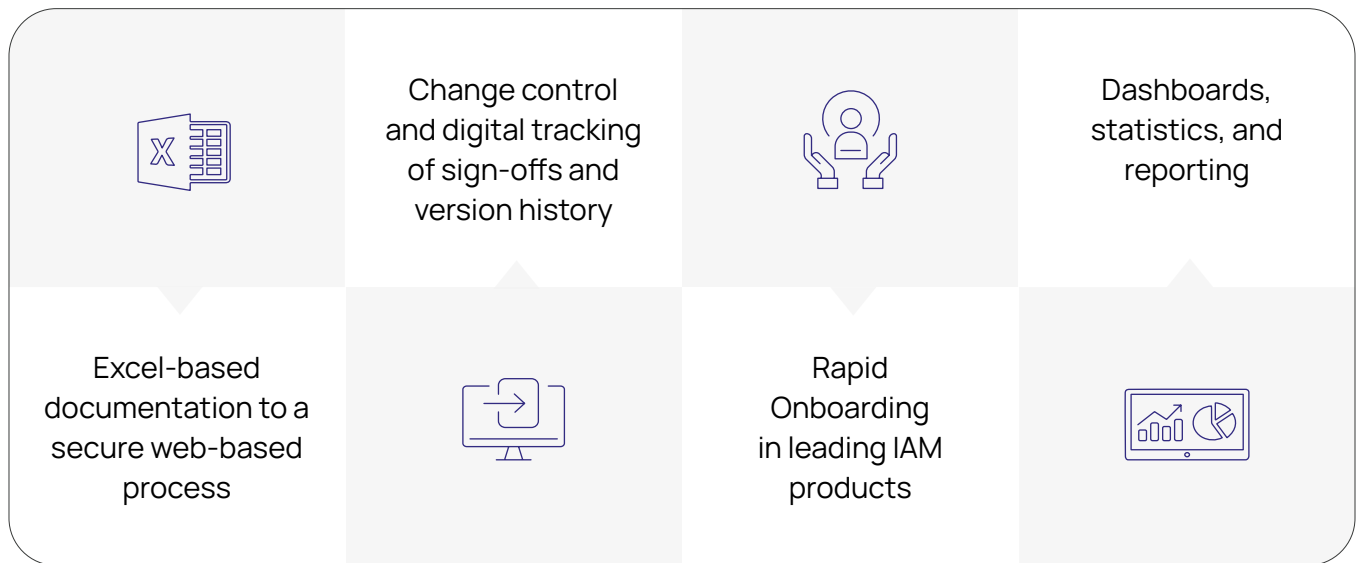 Change control
and digital tracking
of sign-offs and
version history
Dashboards,
statistics, and
reporting
X
Excel-based
documentation to a
secure web-based
process
Rapid
Onboarding
in leading IAM
products